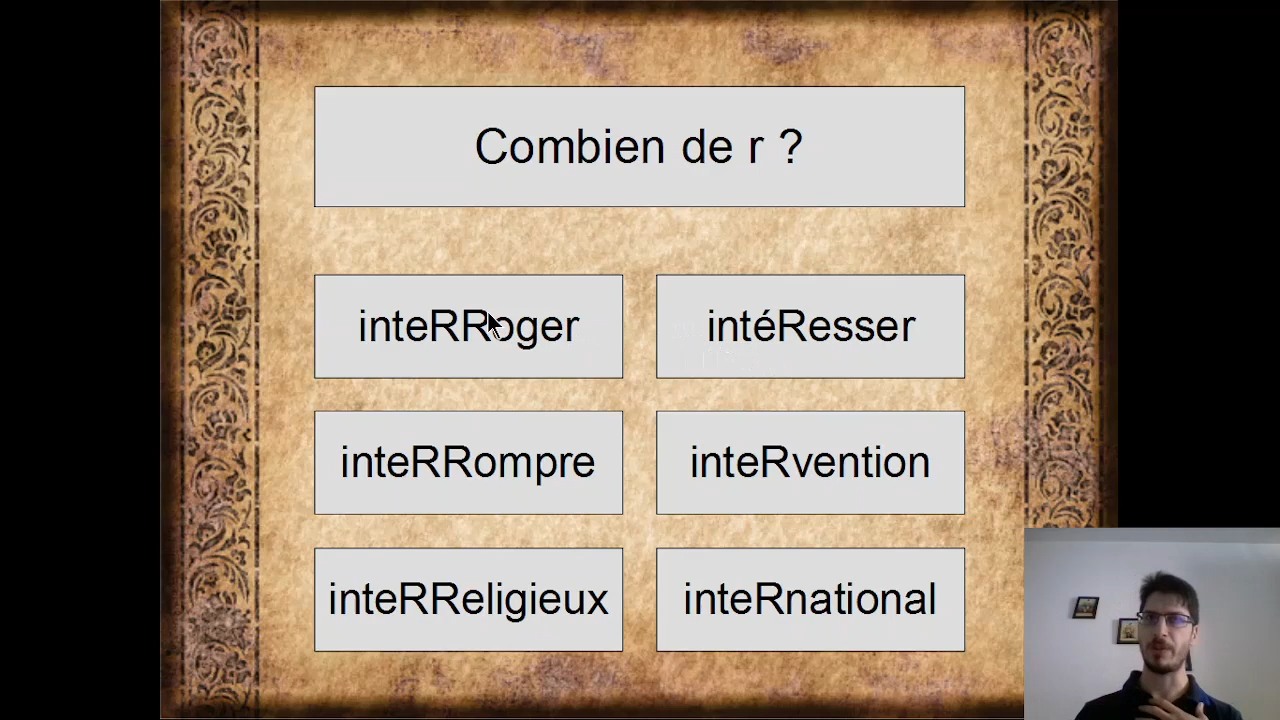 Combien de r ?
inteRRoger
intéResser
inteRRompre
inteRvention
inteRReligieux
inteRnational